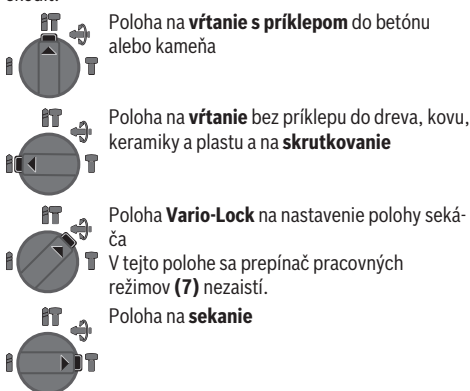 Poloha na vŕtanie s príklepom do betónu
alebo kameňa
Poloha na vŕtanie bez príklepu do dreva, kovu,
keramiky a plastu a na skrutkovanie
Poloha Vario-Lock na nastavenie polohy seká-
ča
V tejto polohe sa prepínač pracovných
režimov (7) nezaistí.
Poloha na sekanie